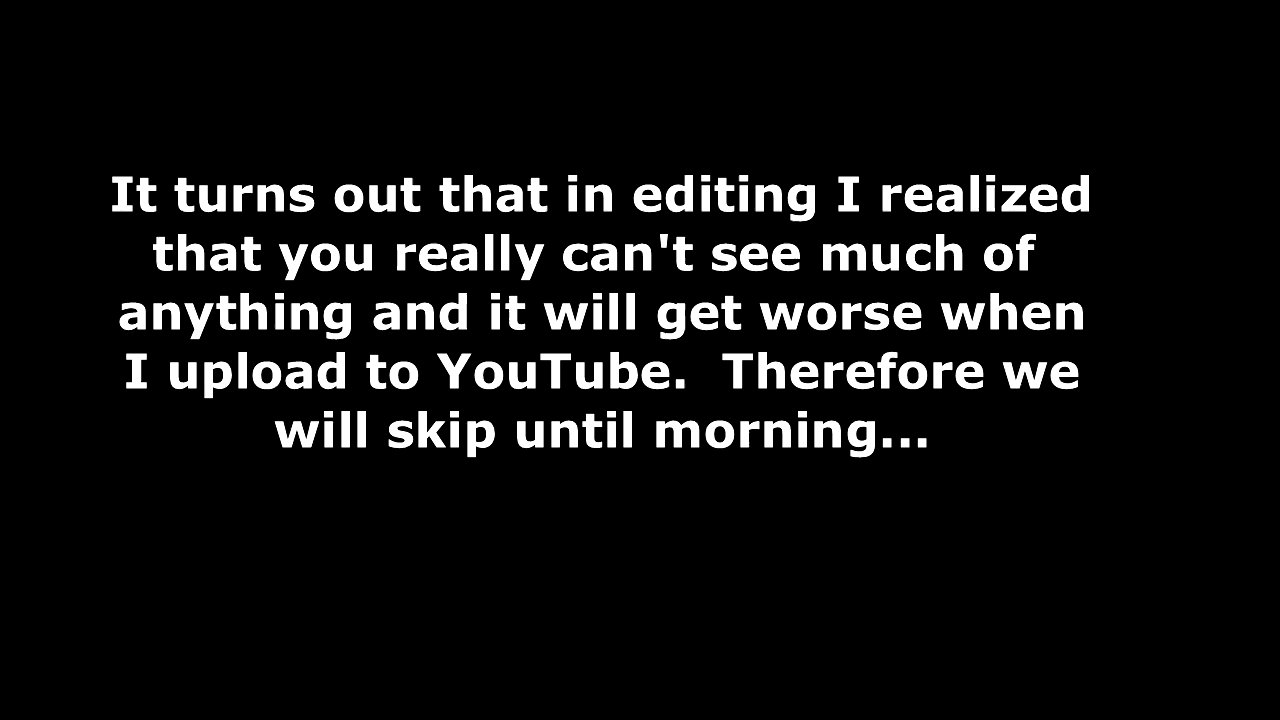 It turns out that in editing I realized
that you really can't see much of
anything and it will get worse when
I upload to YouTube.  Therefore we
will skip until morning...